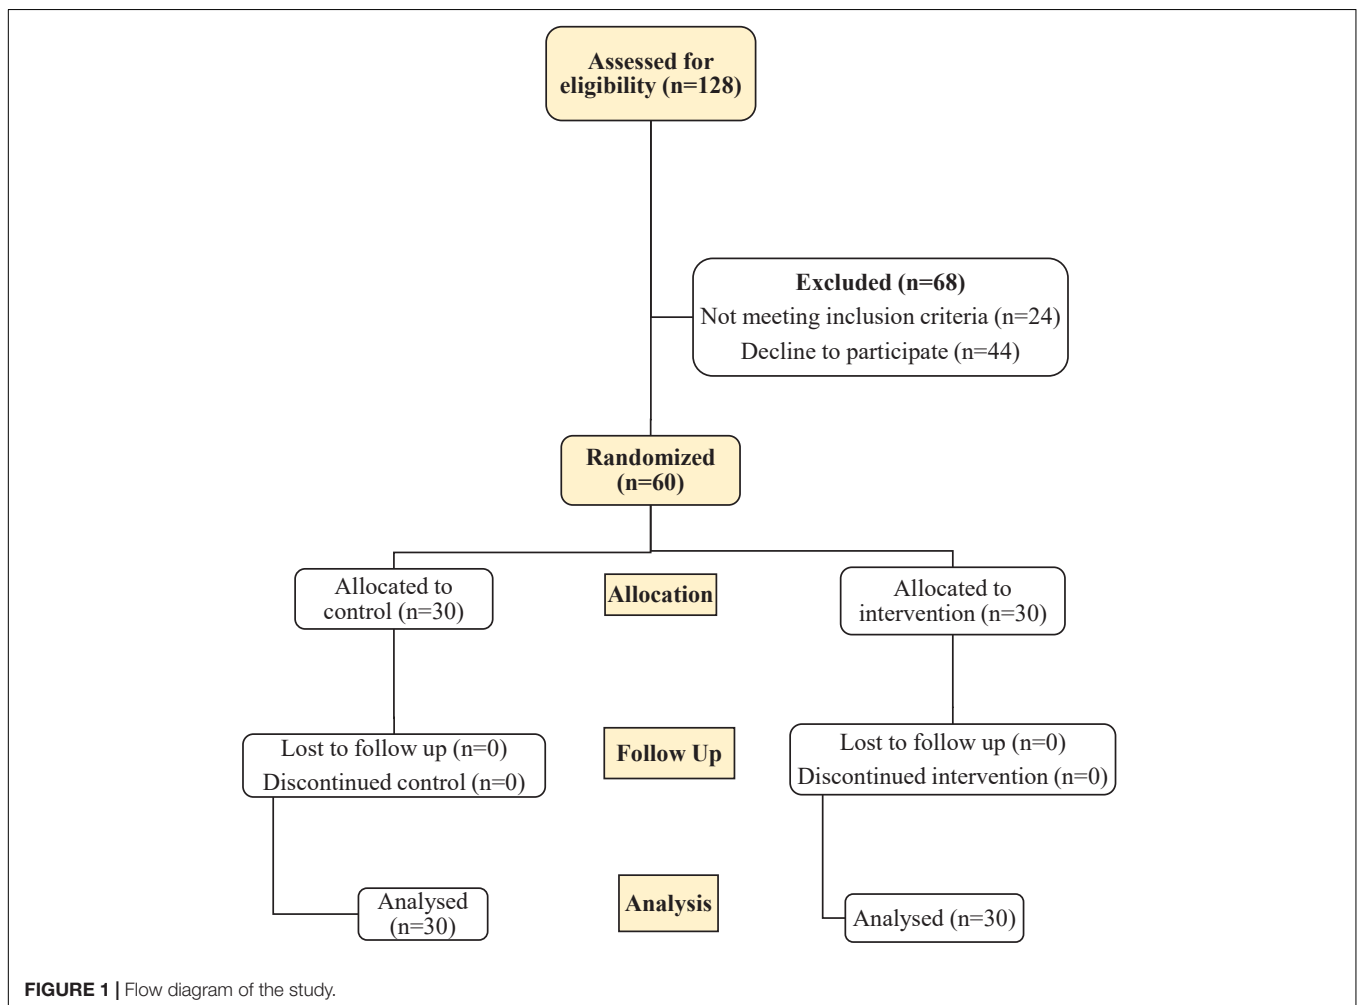 Assessed for
eligibility (n=128)
Excluded (n=68)
Not meeting inclusion criteria (n=24)
Decline to participate (n=44)
Randomized
(n=60)
Allocated to
control (n=30)
Allocation
Allocated to
intervention (n=30)
Lost to follow up (n=0)
Discontinued control (n=0)
Follow Up
Lost to follow up (n=0)
Discontinued intervention (n=0)
Analysed
(n=30)
Analysis
Analysed (n=30)
FIGURE 1 | Flow diagram of the study.